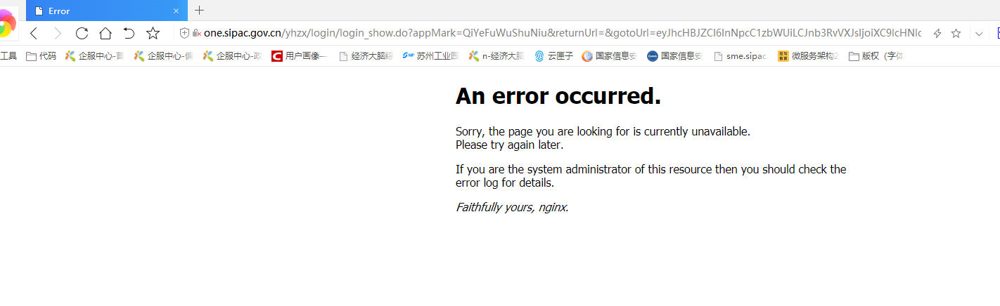 Error
one.sipac.gov.cn/yhzx/login/login_show.do?appMark=QiYeFuWuShuNiu&returnUrl=&gotoUrl=
工具 代码 企服中心- 企服中心- 企服中心-政 用户画像— 经济大脑 苏州工业园 n-经济大脑 云匣子 国家信息安 国家信息安 sme.sipac. 微服务架构2 版权（字体
An error occurred.
Sorry, the page you are looking for is currently unavailable.
Please try again later.
If you are the system administrator of this resource then you should check the
error log for details.
Faithfully yours, nginx.